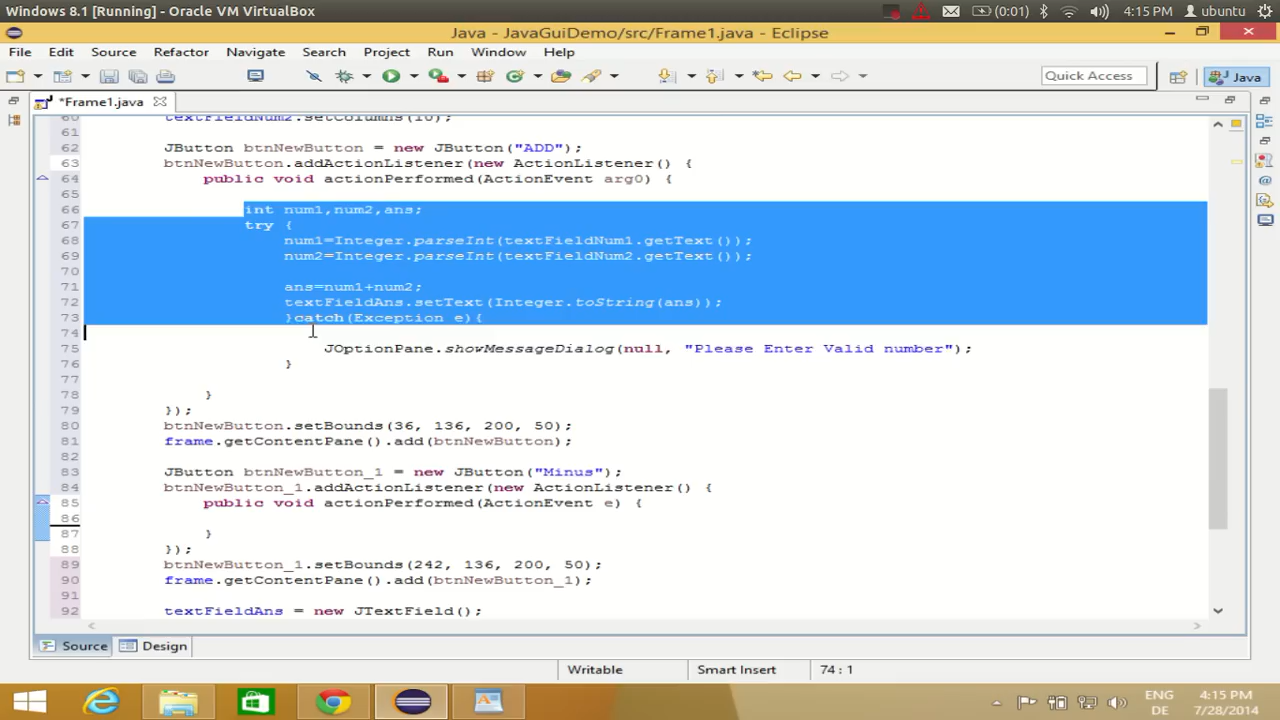 Windows 8.1 [Running] - Oracle VM VirtualBox
(0:01) 4:15 PM ubuntu
Java - JavaGuiDemo/src/Frame1.java - Eclipse
File Edit Source Refactor Navigate Search Project Run Window Help
Quick Access Java
*Frame1.java
60 textFieldNum2.setColumns(10);
61
62 JButton btnNewButton = new JButton("ADD");
63 btnNewButton.addActionListener(new ActionListener() {
64 public void actionPerformed(ActionEvent arg0) {
65
66 int num1,num2,ans;
67 try {
68 num1=Integer.parseInt(textFieldNum1.getText());
69 num2=Integer.parseInt(textFieldNum2.getText());
70
71 ans=num1+num2;
72 textFieldAns.setText(Integer.toString(ans));
73 }catch(Exception e){
74
75 JOptionPane.showMessageDialog(null, "Please Enter Valid number");
76 }
77
78 }
79 });
80 btnNewButton.setBounds(36, 136, 200, 50);
81 frame.getContentPane().add(btnNewButton);
82
83 JButton btnNewButton_1 = new JButton("Minus");
84 btnNewButton_1.addActionListener(new ActionListener() {
85 public void actionPerformed(ActionEvent e) {
86
87 }
88 });
89 btnNewButton_1.setBounds(242, 136, 200, 50);
90 frame.getContentPane().add(btnNewButton_1);
91
92 textFieldAns = new JTextField();
Source Design
Writable Smart Insert 74 : 1
ENG 4:15 PM
DE 7/28/2014